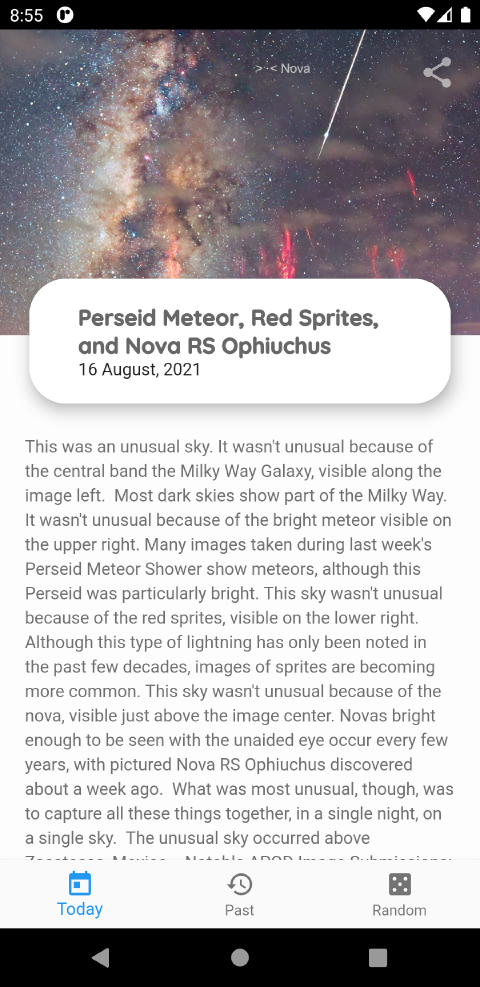 8:55
> < Nova
Perseid Meteor, Red Sprites,
and Nova RS Ophiuchus
16 August, 2021
This was an unusual sky. It wasn't unusual because of
the central band the Milky Way Galaxy, visible along the
image left.  Most dark skies show part of the Milky Way.
It wasn't unusual because of the bright meteor visible on
the upper right. Many images taken during last week's
Perseid Meteor Shower show meteors, although this
Perseid was particularly bright. This sky wasn't unusual
because of the red sprites, visible on the lower right.
Although this type of lightning has only been noted in
the past few decades, images of sprites are becoming
more common. This sky wasn't unusual because of the
nova, visible just above the image center. Novas bright
enough to be seen with the unaided eye occur every few
years, with pictured Nova RS Ophiuchus discovered
about a week ago.  What was most unusual, though, was
to capture all these things together, in a single night, on
a single sky.  The unusual sky occurred above
Zacatecas, Mexico.   Notable APOD Image Submissions:
Today
Past
Random